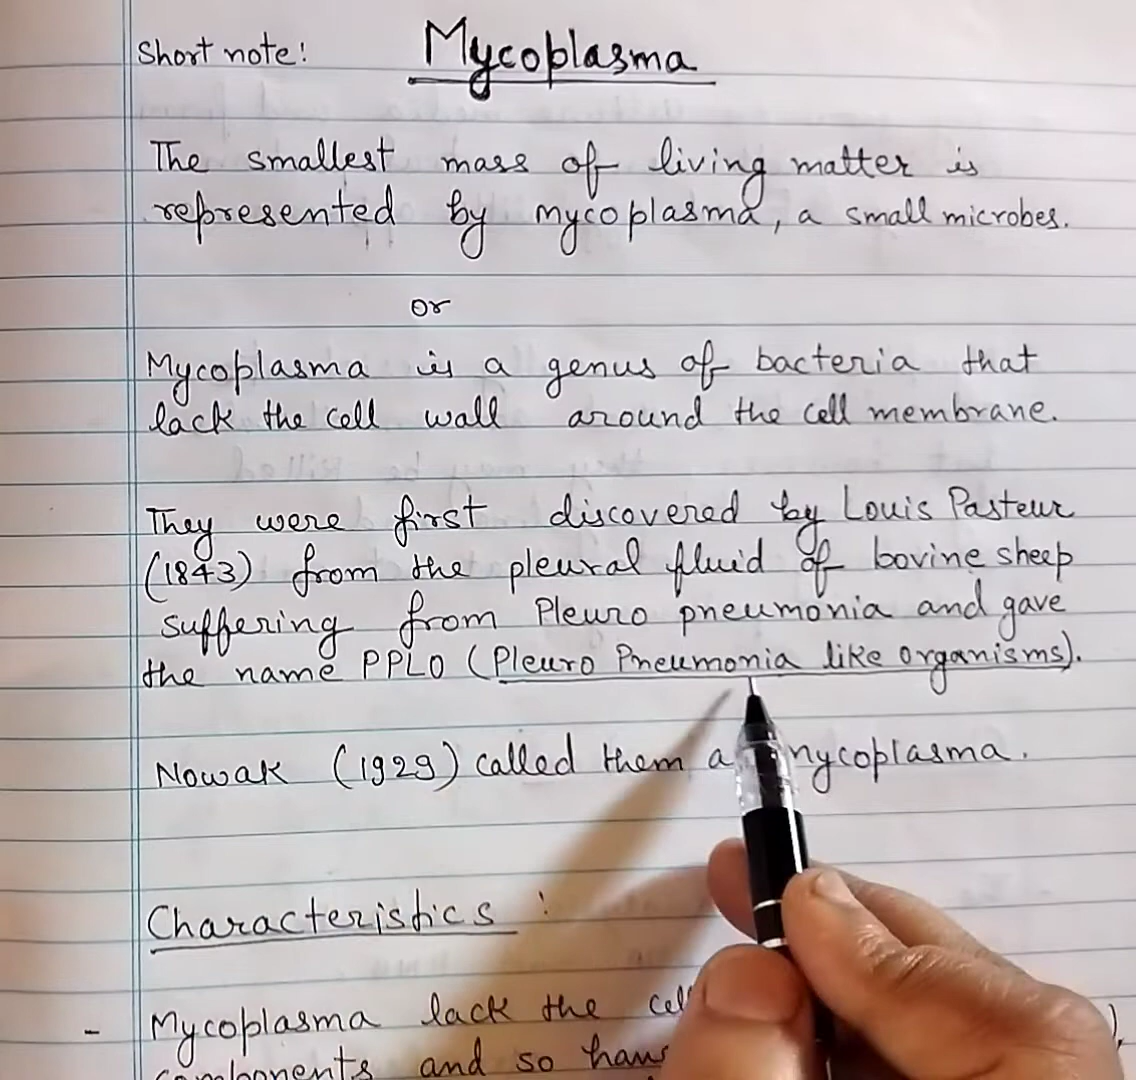 Short note: Mycoplasma
The smallest mass of living matter is
represented by mycoplasma, a small microbes.
or
Mycoplasma is a genus of bacteria that
lack the cell wall around the cell membrane.
They were first discovered by Louis Pasteur
(1843) from the pleural fluid of bovine sheep
suffering from Pleuro pneumonia and gave
the name PPLO (Pleuro Pneumonia like organisms).
Nowak (1929) called them mycoplasma.
Characteristics :
- Mycoplasma lack the
components and so